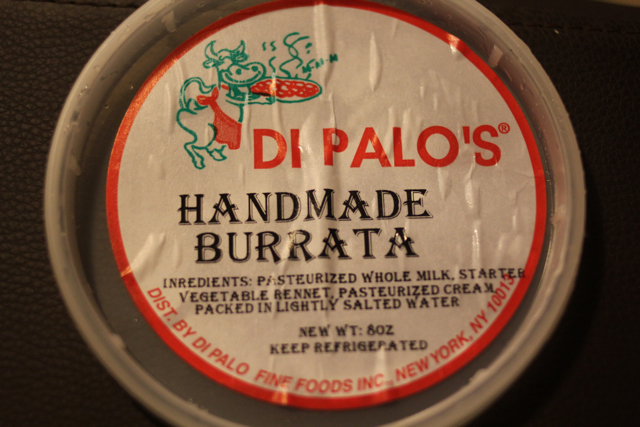 DI PALO'S®
HANDMADE
BURRATA
INREDIENTS: PASTEURIZED WHOLE MILK, STARTER
VEGETABLE RENNET, PASTEURIZED CREAM,
PACKED IN LIGHTLY SALTED WATER
NEW WT: 8OZ
KEEP REFRIGERATED
DIST. BY DI PALO FINE FOODS INC., NEW YORK, NY 10013